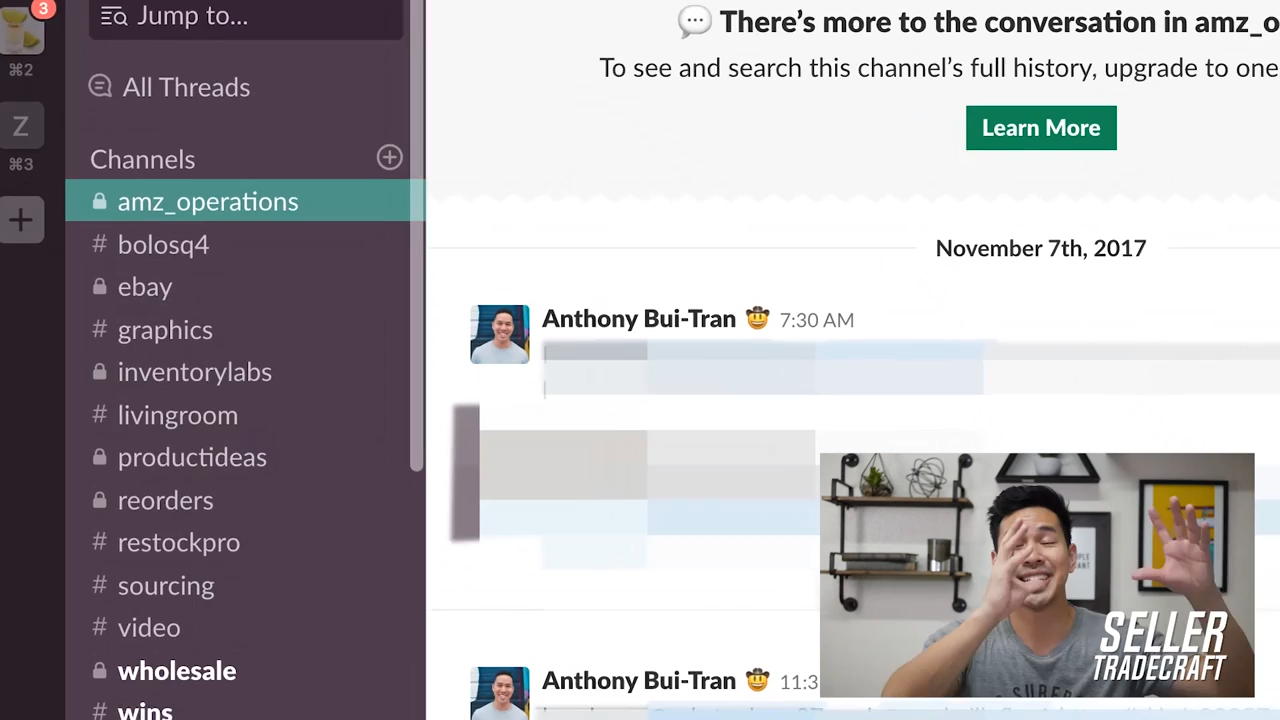 3
Jump to...
⌘2
All Threads
Z
⌘3
Channels
amz_operations
# bolosq4
ebay
# graphics
inventorylabs
# livingroom
productideas
reorders
# restockpro
# sourcing
# video
wholesale
# wins
There's more to the conversation in amz_o
To see and search this channel's full history, upgrade to one
Learn More
November 7th, 2017
Anthony Bui-Tran 7:30 AM
Anthony Bui-Tran 11:3
SELLER
TRADECRAFT